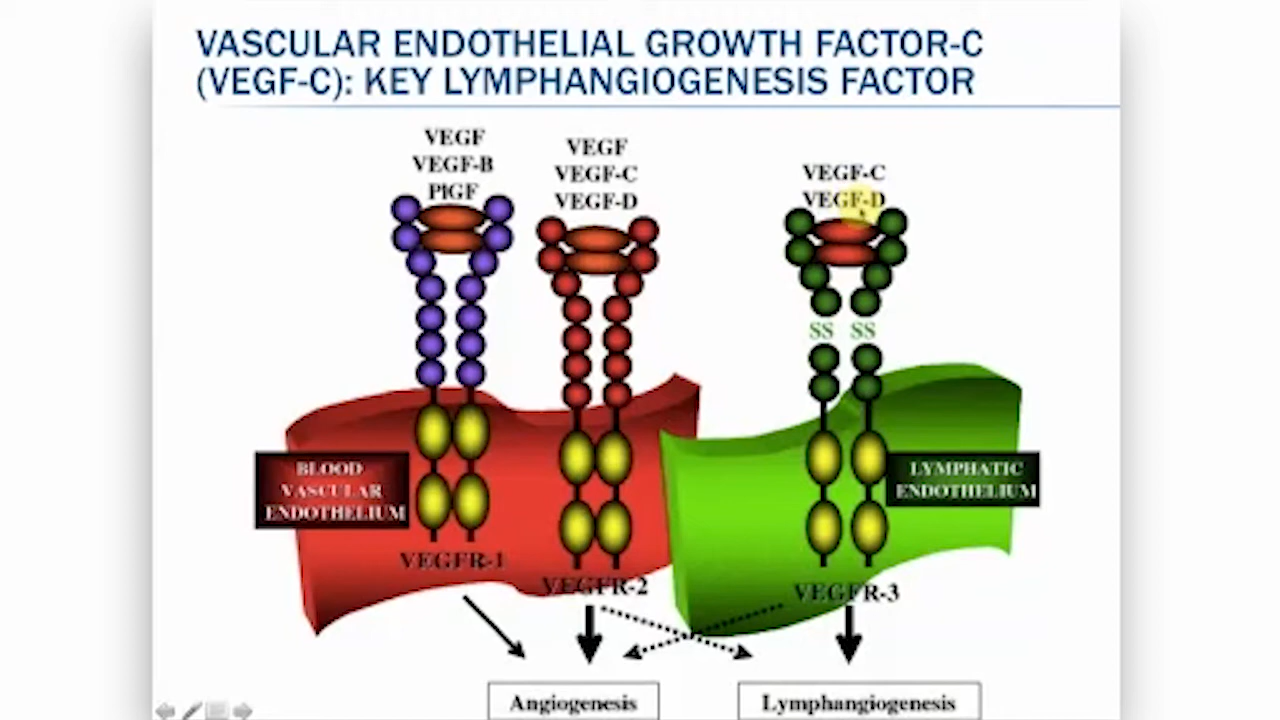 VASCULAR ENDOTHELIAL GROWTH FACTOR-C
(VEGF-C): KEY LYMPHANGIOGENESIS FACTOR
VEGF
VEGF-B
PlGF
VEGF
VEGF-C
VEGF-D
VEGF-C
VEGF-D
SS SS
BLOOD
VASCULAR
ENDOTHELIUM
LYMPHATIC
ENDOTHELIUM
VEGFR-1
VEGFR-2
VEGFR-3
Angiogenesis
Lymphangiogenesis